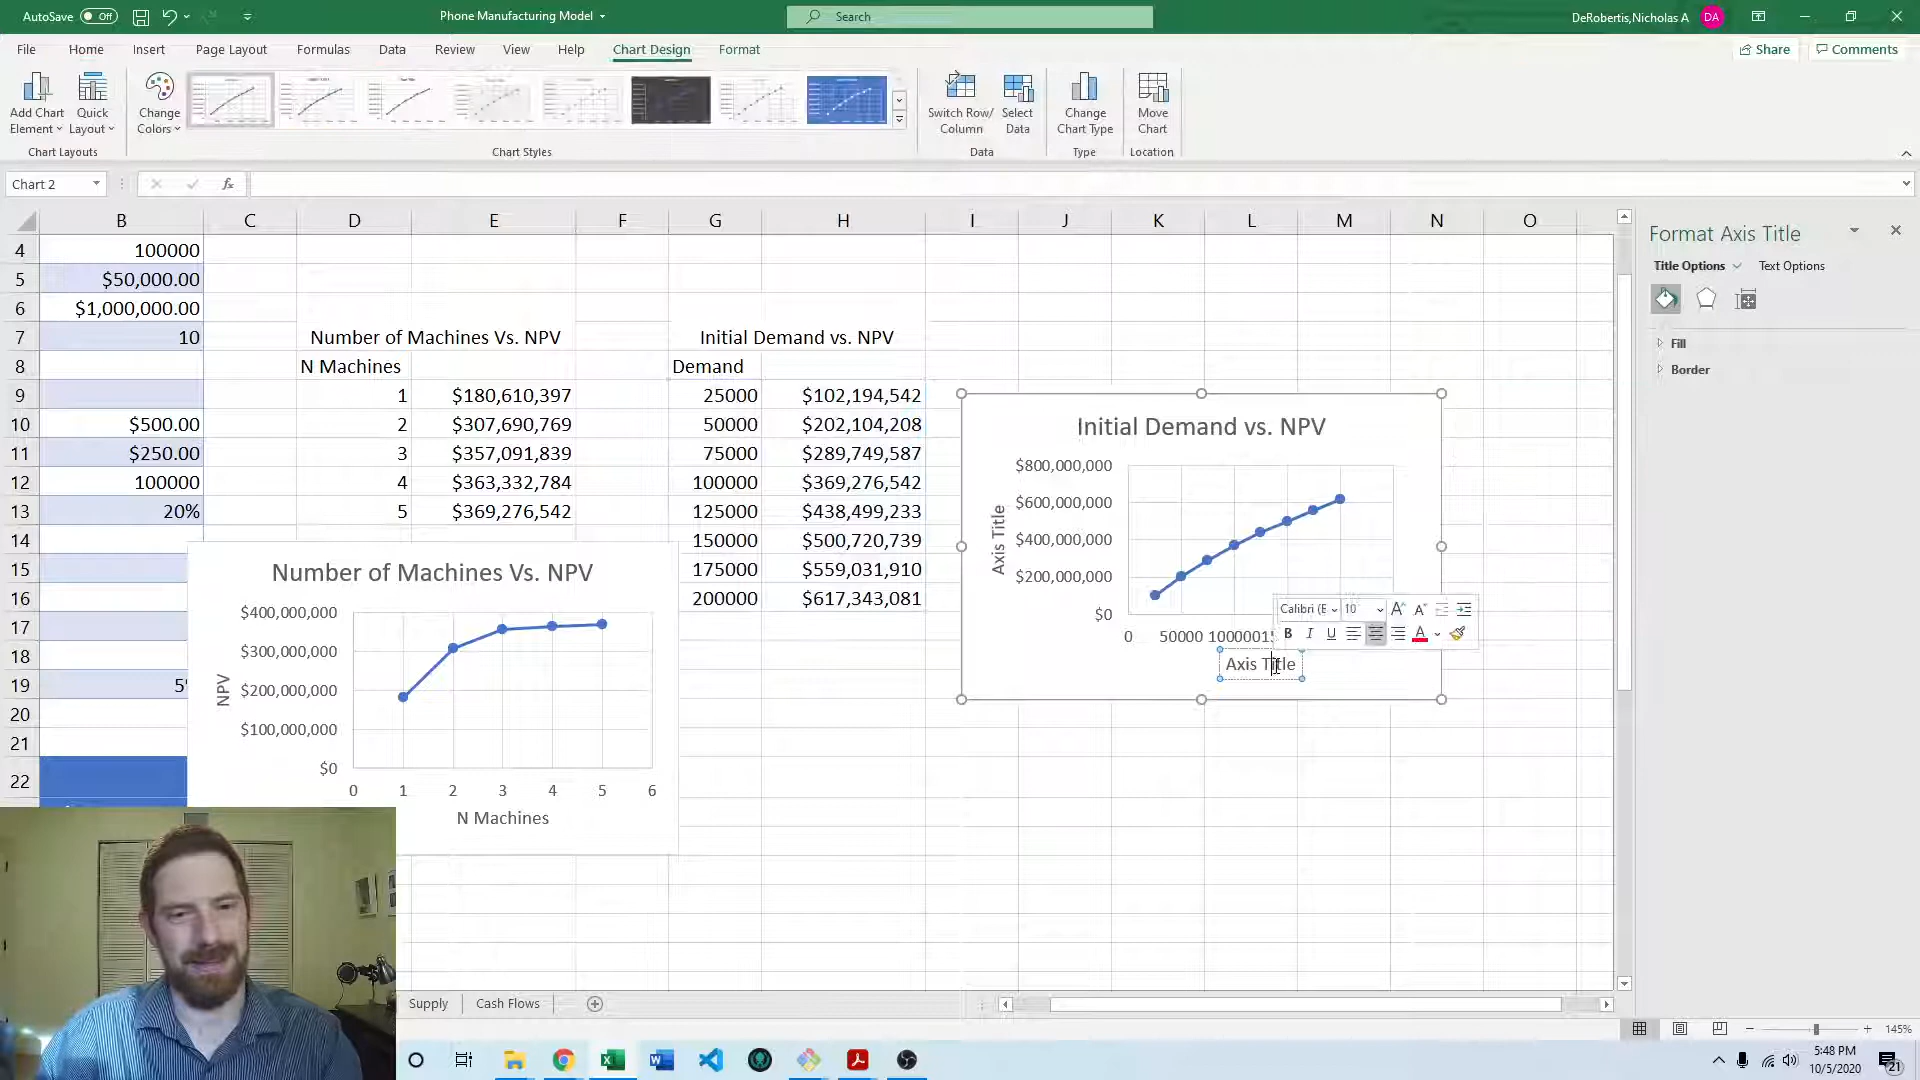 AutoSave Off
Phone Manufacturing Model
Search
DeRobertis,Nicholas A DA
File Home Insert Page Layout Formulas Data Review View Help Chart Design Format
Share Comments
Add Chart Element
Quick Layout
Change Colors
Switch Row/ Column
Select Data
Change Chart Type
Move Chart
Chart Layouts
Chart Styles
Data
Type
Location
Chart 2
fx
B C D E F G H I J K L M N O
4 100000
5 $50,000.00
6 $1,000,000.00
7 10 Number of Machines Vs. NPV Initial Demand vs. NPV
8 N Machines Demand
9 1 $180,610,397 25000 $102,194,542
10 $500.00 2 $307,690,769 50000 $202,104,208
11 $250.00 3 $357,091,839 75000 $289,749,587
12 100000 4 $363,332,784 100000 $369,276,542
13 20% 5 $369,276,542 125000 $438,499,233
14 150000 $500,720,739
15 175000 $559,031,910
16 200000 $617,343,081
17
18
19
20
21
22
Number of Machines Vs. NPV
$400,000,000
$300,000,000
$200,000,000
$100,000,000
$0
NPV
0 1 2 3 4 5 6
N Machines
Initial Demand vs. NPV
$800,000,000
$600,000,000
$400,000,000
$200,000,000
$0
Axis Title
0 50000 100000
Axis Title
Calibri (E 10
B I U A
Format Axis Title
Title Options Text Options
Fill
Border
Supply Cash Flows
145%
5:48 PM
10/5/2020
21